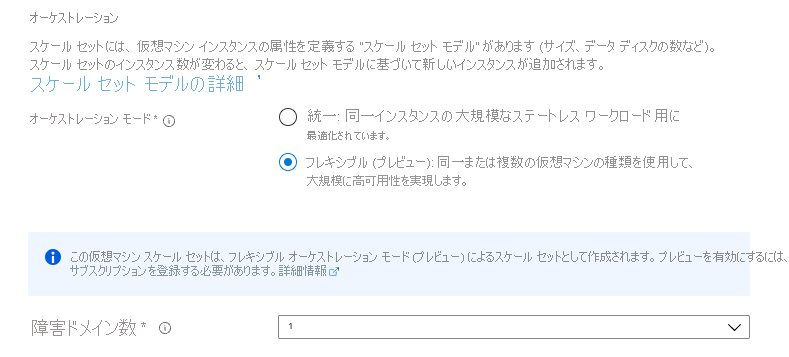 オーケストレーション
スケール セットには、仮想マシン インスタンスの属性を定義する "スケール セット モデル" があります (サイズ、データ ディスクの数など)。
スケール セットのインスタンス数が変わると、スケール セット モデルに基づいて新しいインスタンスが追加されます。
スケール セット モデルの詳細
オーケストレーション モード *
統一: 同一インスタンスの大規模なステートレス ワークロード 用に
最適化されています。
フレキシブル (プレビュー): 同一または複数の仮想マシンの種類を使用して、
大規模に高可用性を実現します。
この仮想マシン スケール セットは、フレキシブル オーケストレーション モード (プレビュー) によるスケール セットとして作成されます。プレビューを有効にするには、
サブスクリプションを登録する必要があります。詳細情報
障害ドメイン数 *
1